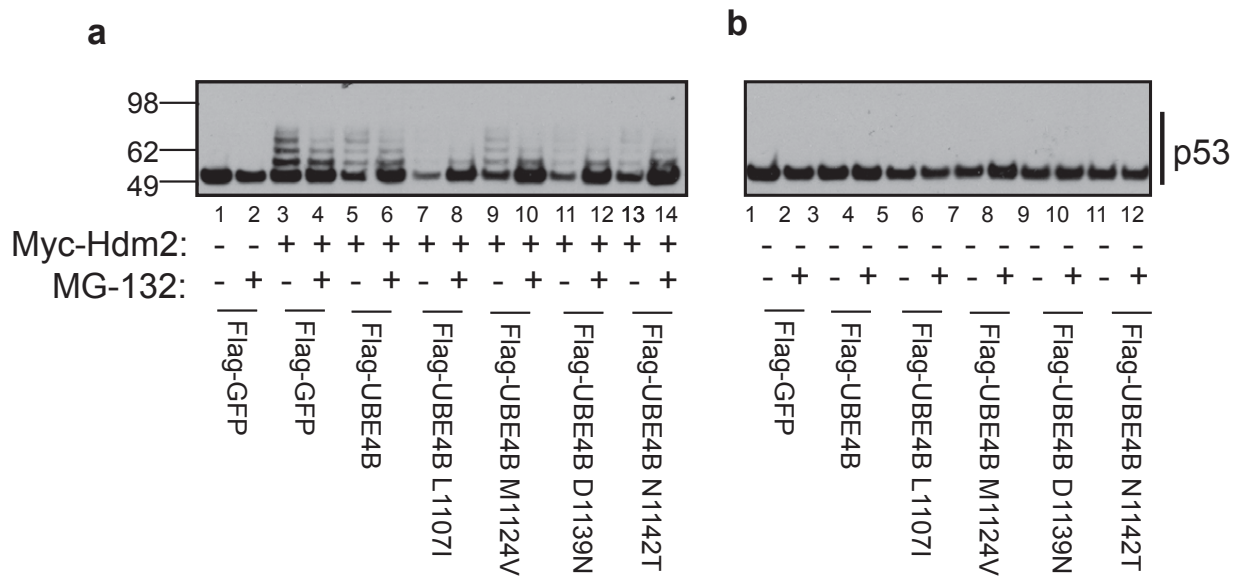 a
b
98
62
49
p53
1 2 3 4 5 6 7 8 9 10 11 12 13 14
1 2 3 4 5 6 7 8 9 10 11 12
Myc-Hdm2: - - + + + + + + + + + + + +
- - - - - - - - - - - -
MG-132: - + - + - + - + - + - + - +
- + - + - + - + - + - +
Flag-GFP
Flag-GFP
Flag-UBE4B
Flag-UBE4B L1107I
Flag-UBE4B M1124V
Flag-UBE4B D1139N
Flag-UBE4B N1142T
Flag-GFP
Flag-UBE4B
Flag-UBE4B L1107I
Flag-UBE4B M1124V
Flag-UBE4B D1139N
Flag-UBE4B N1142T